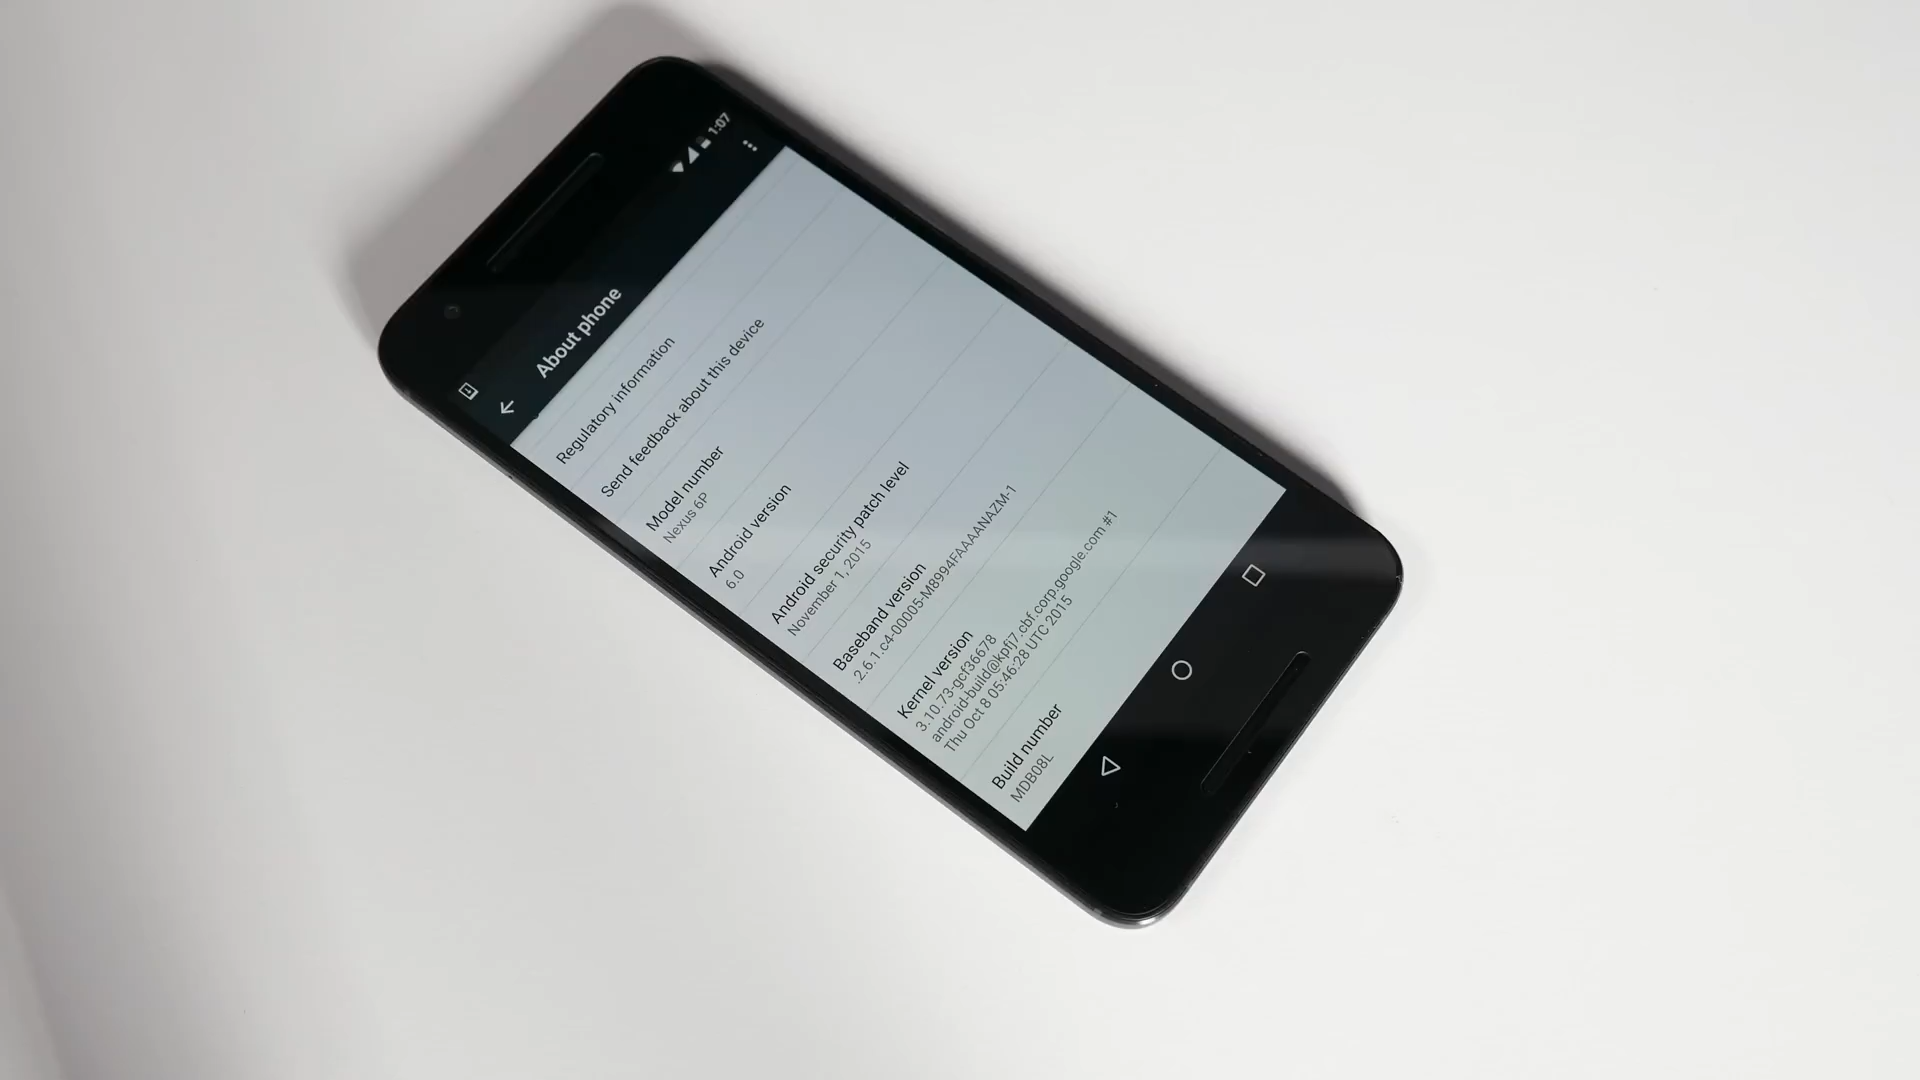 1:07
About phone
Regulatory information
Send feedback about this device
Model number
Nexus 6P
Android version
6.0
Android security patch level
November 1, 2015
Baseband version
.2.6.1.c4-00005-M8994FAAAANAZM-1
Kernel version
3.10.73-gcf36678
android-build@kpfj7.cbf.corp.google.com #1
Thu Oct 8 05:46:28 UTC 2015
Build number
MDB08L